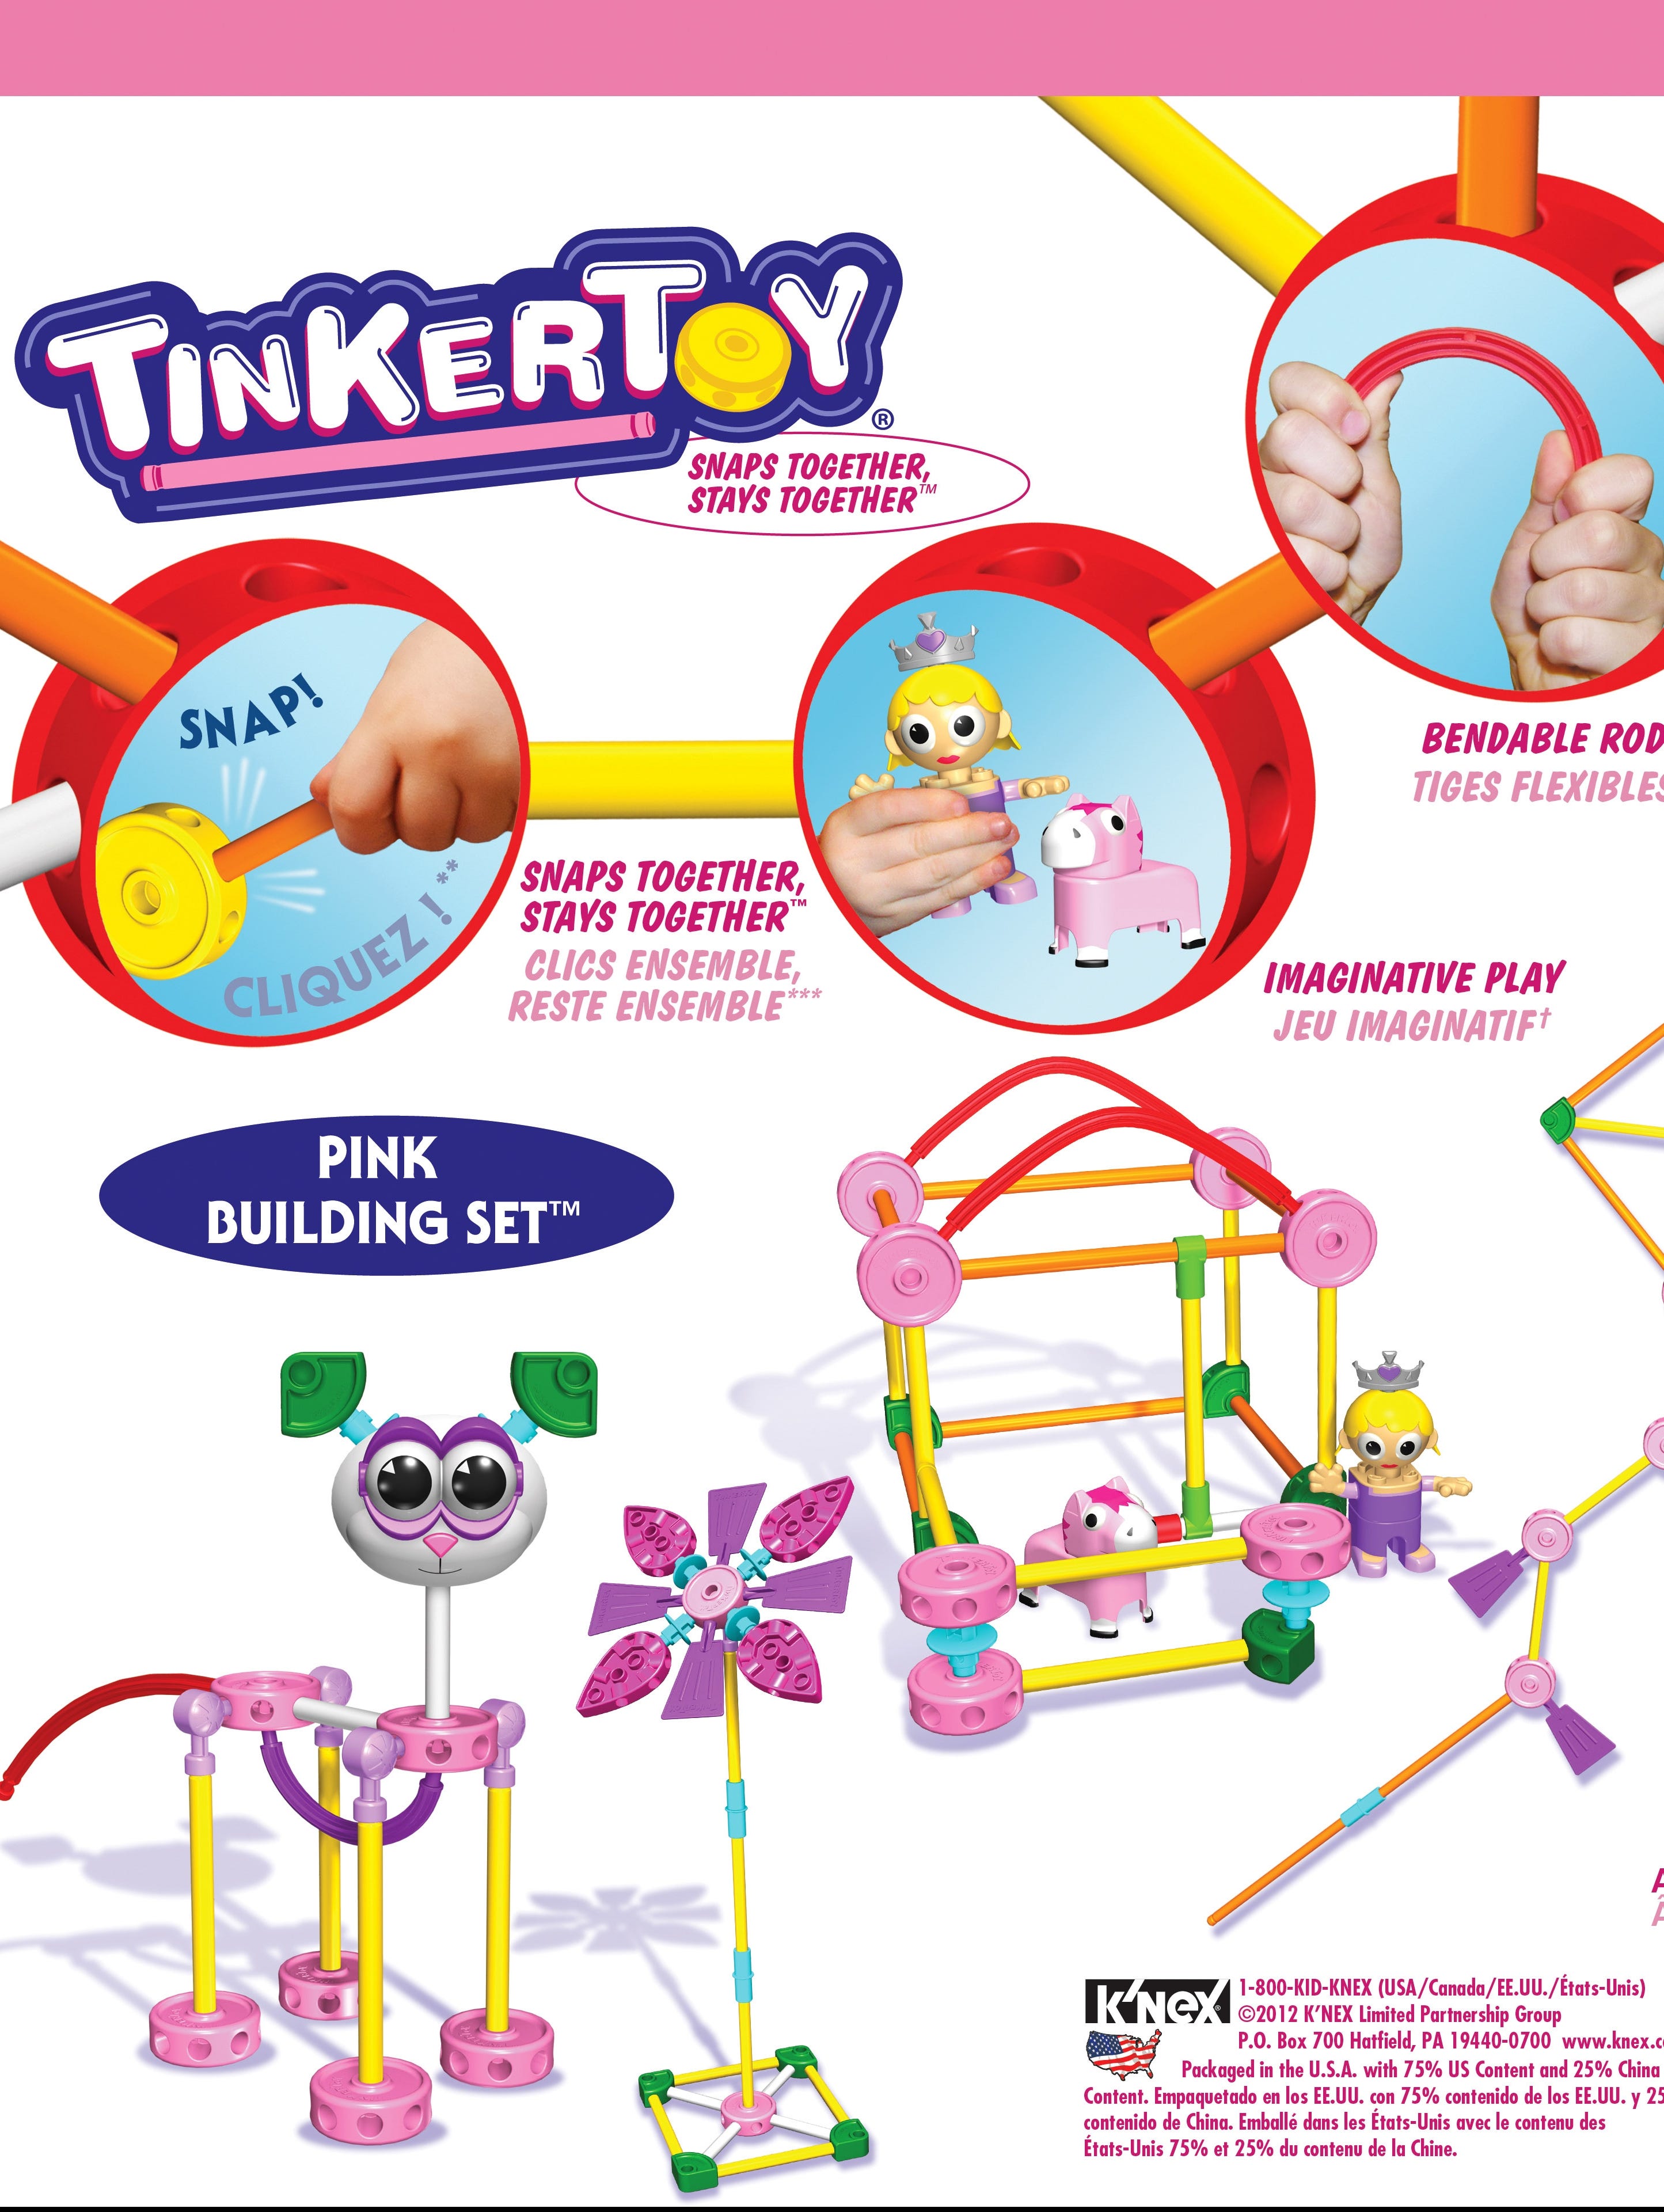 TINKERTOY®
SNAPS TOGETHER,
STAYS TOGETHER™
SNAP!
CLIQUEZ !**
SNAPS TOGETHER,
STAYS TOGETHER™
CLICS ENSEMBLE,
RESTE ENSEMBLE***
BENDABLE ROD
TIGES FLEXIBLES
IMAGINATIVE PLAY
JEU IMAGINATIF†
PINK
BUILDING SET™
K'NEX®
1-800-KID-KNEX (USA/Canada/EE.UU./États-Unis)
©2012 K'NEX Limited Partnership Group
P.O. Box 700 Hatfield, PA 19440-0700 www.knex.c
Packaged in the U.S.A. with 75% US Content and 25% China
Content. Empaquetado en los EE.UU. con 75% contenido de los EE.UU. y 25
contenido de China. Emballé dans les États-Unis avec le contenu des
États-Unis 75% et 25% du contenu de la Chine.